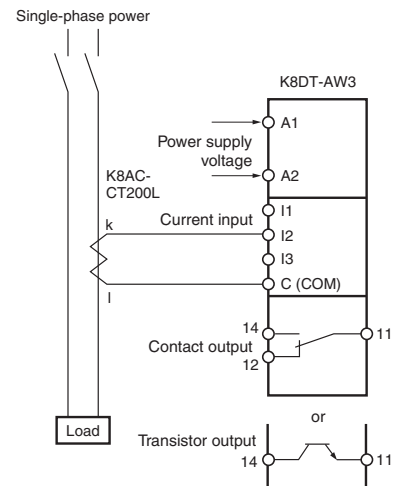 Single-phase power
K8DT-AW3
A1
Power supply
voltage
A2
K8AC-
CT200L
I1
k
Current input
I2
I3
l
C (COM)
14
11
Contact output
12
or
Load
Transistor output
14
11